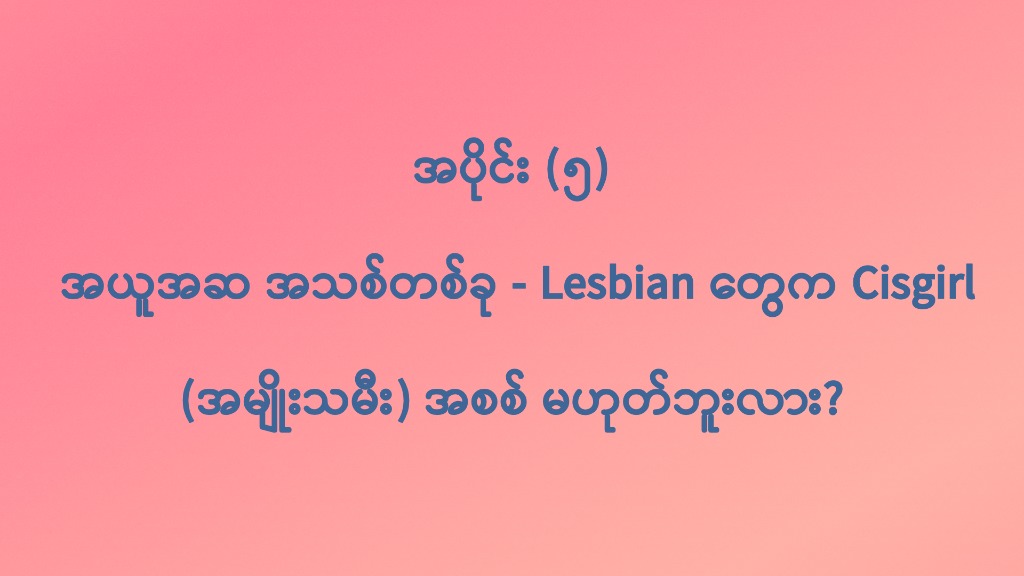 အပိုင်း (၅)
အယူအဆ အသစ်တစ်ခု - Lesbian တွေက Cisgirl
(အမျိုးသမီး) အစစ် မဟုတ်ဘူးလား?